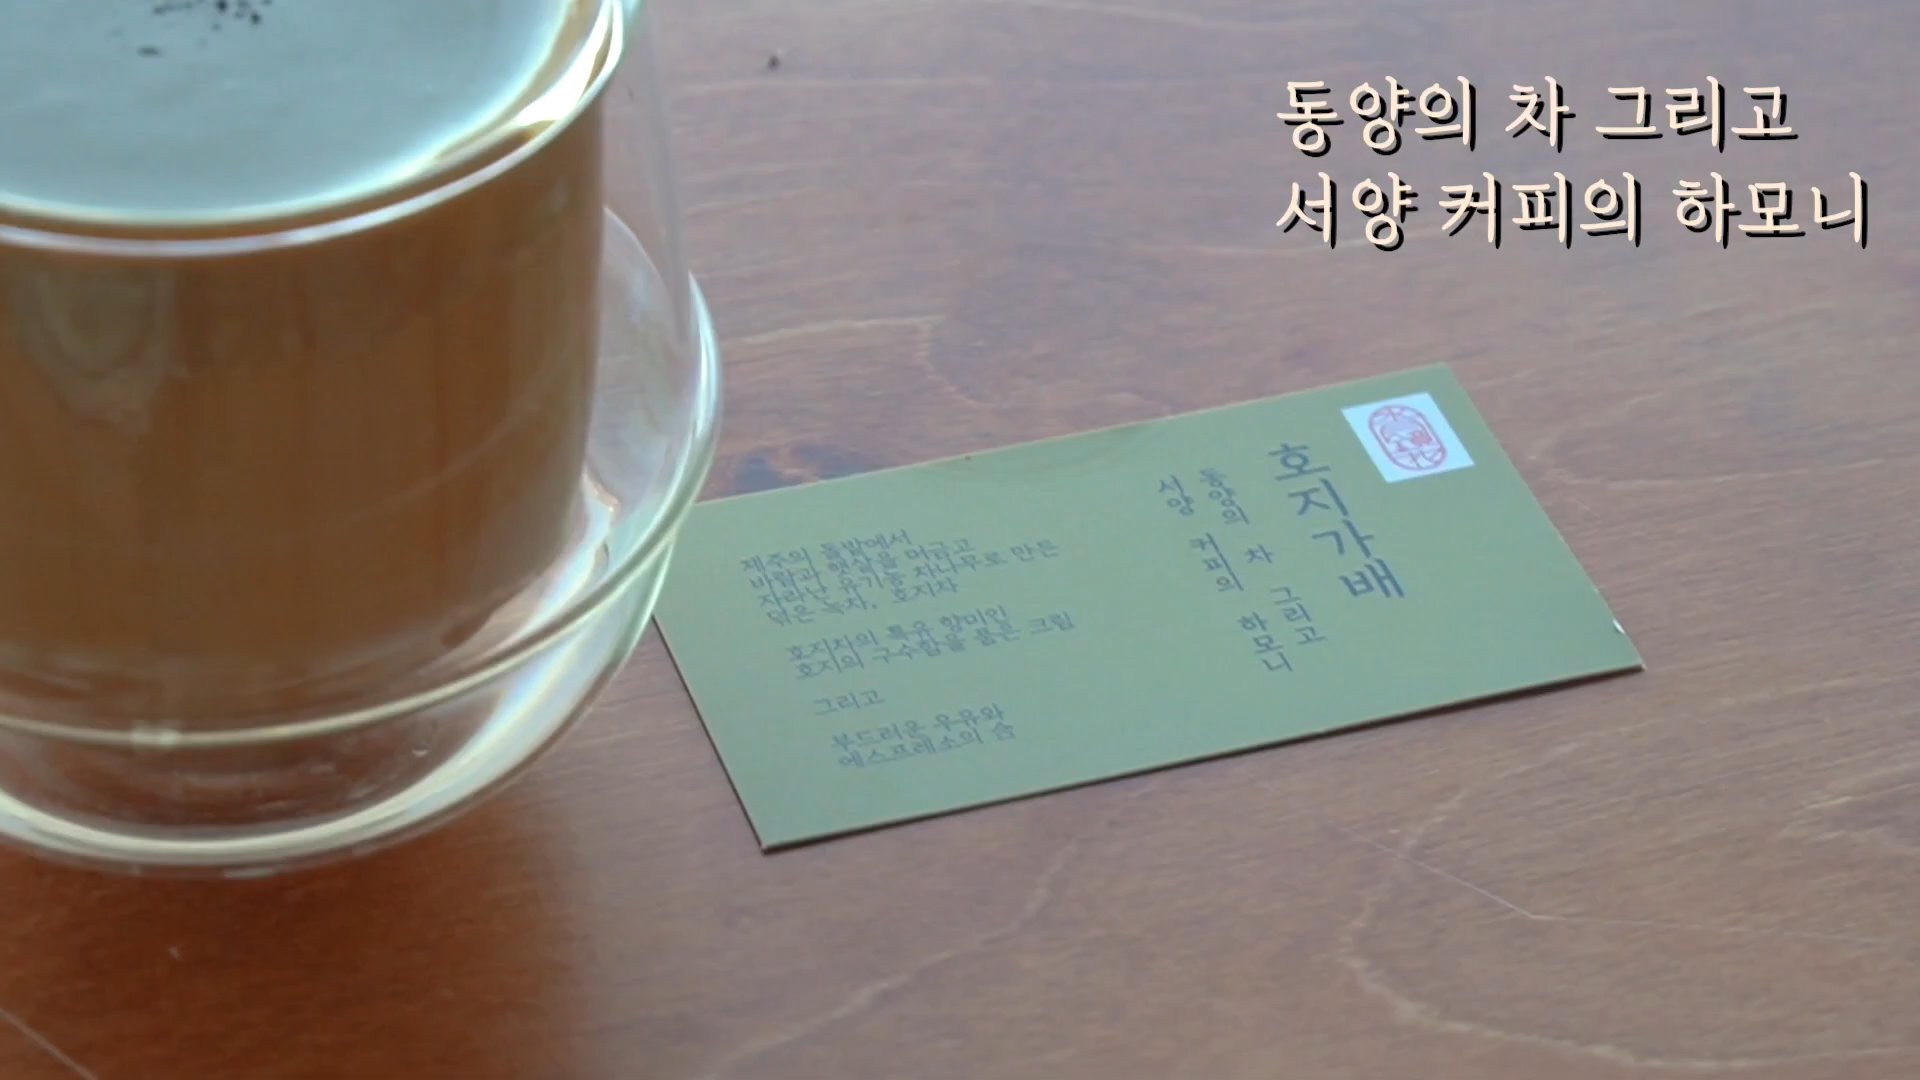 동양의 차 그리고
서양 커피의 하모니
호지가배
동양의 차 그리고
서양 커피의 하모니
제주의 돌밭에서
바람과 햇살을 머금고
자라난 유기농 차나무로 만든
덖은 녹차, 호지차
호지차의 특유 향미인
호지의 구수함을 품은 크림
그리고
부드러운 우유와
에스프레소의 숨